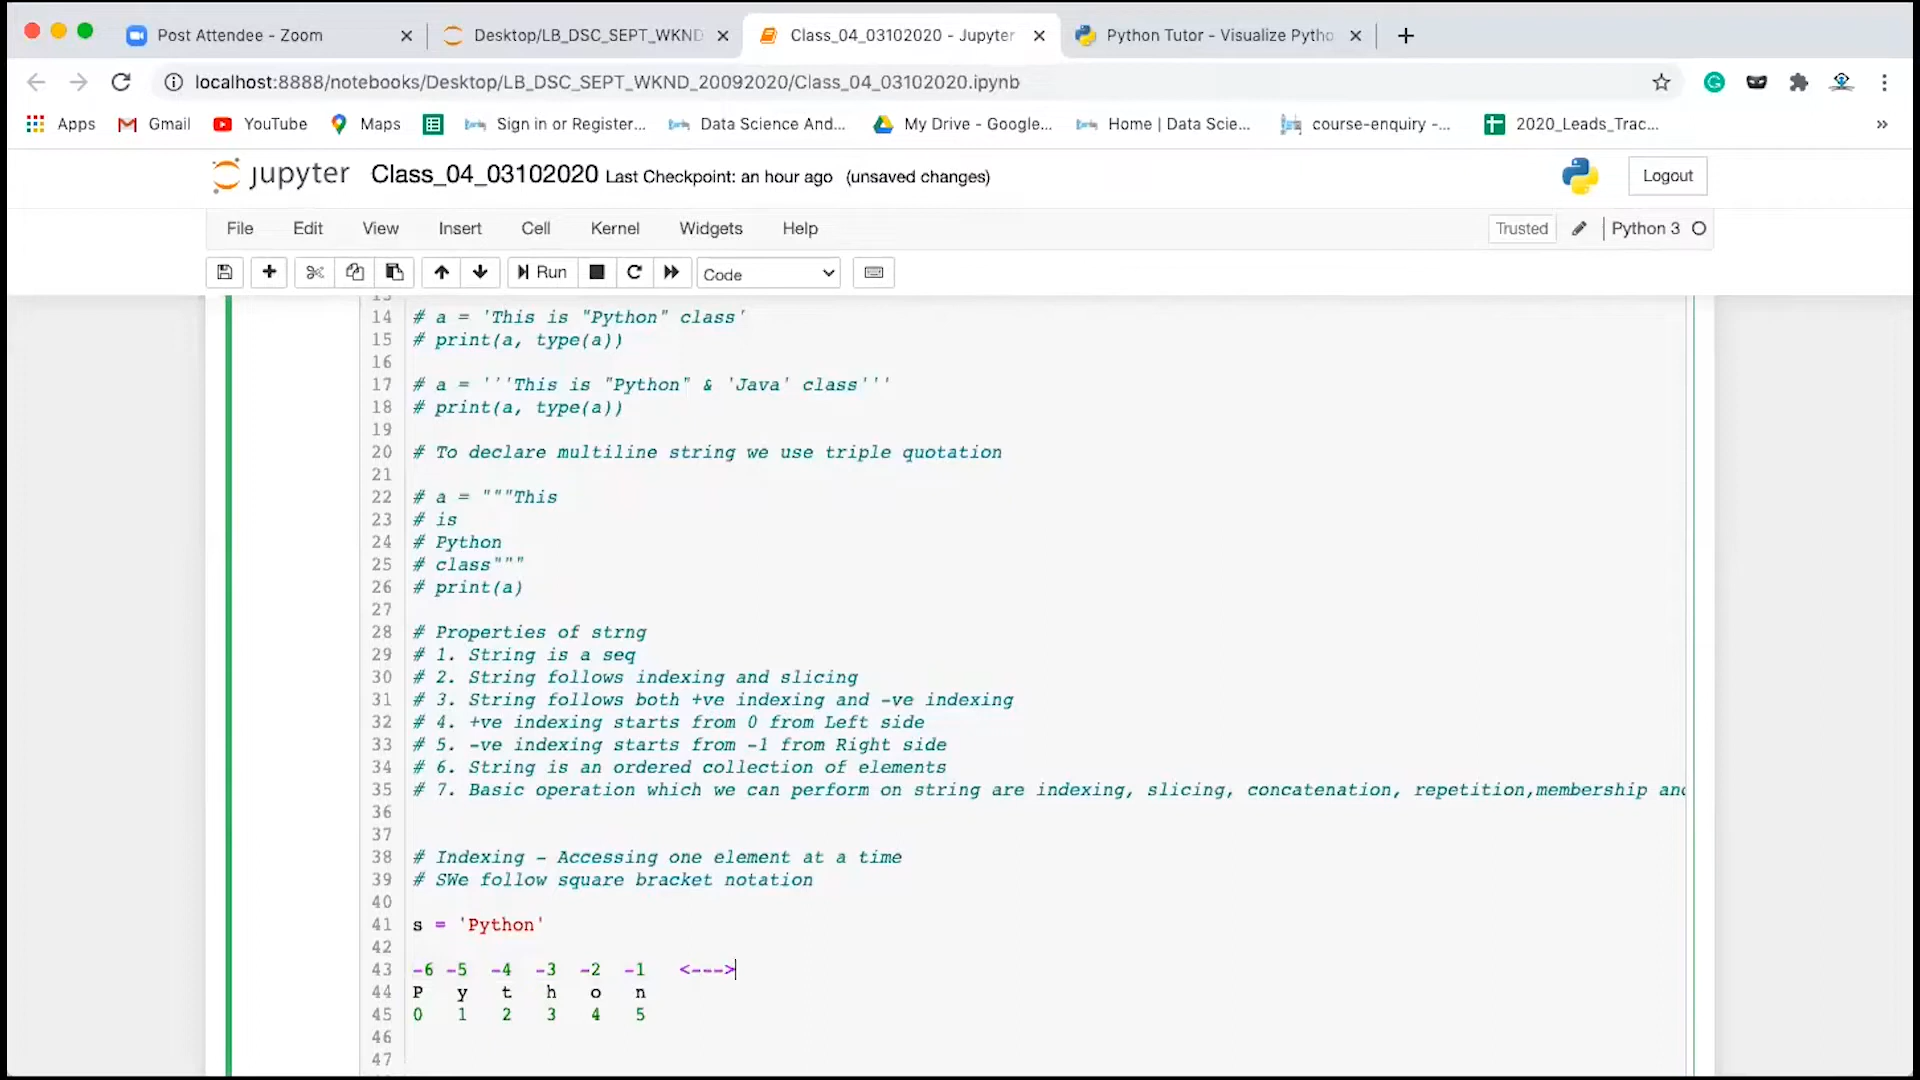 Post Attendee - Zoom
Desktop/LB_DSC_SEPT_WKND
Class_04_03102020 - Jupyter
Python Tutor - Visualize Pytho
localhost:8888/notebooks/Desktop/LB_DSC_SEPT_WKND_20092020/Class_04_03102020.ipynb
Apps Gmail YouTube Maps Sign in or Register... Data Science And... My Drive - Google... Home | Data Scie... course-enquiry -... 2020_Leads_Trac... »
jupyter Class_04_03102020 Last Checkpoint: an hour ago (unsaved changes) Logout
File Edit View Insert Cell Kernel Widgets Help Trusted Python 3
Run Code
13
14 # a = 'This is "Python" class'
15 # print(a, type(a))
16
17 # a = '''This is "Python" & 'Java' class'''
18 # print(a, type(a))
19
20 # To declare multiline string we use triple quotation
21
22 # a = """This
23 # is
24 # Python
25 # class"""
26 # print(a)
27
28 # Properties of strng
29 # 1. String is a seq
30 # 2. String follows indexing and slicing
31 # 3. String follows both +ve indexing and -ve indexing
32 # 4. +ve indexing starts from 0 from Left side
33 # 5. -ve indexing starts from -1 from Right side
34 # 6. String is an ordered collection of elements
35 # 7. Basic operation which we can perform on string are indexing, slicing, concatenation, repetition,membership and
36
37
38 # Indexing - Accessing one element at a time
39 # SWe follow square bracket notation
40
41 s = 'Python'
42
43 -6 -5 -4 -3 -2 -1 <--->
44 P y t h o n
45 0 1 2 3 4 5
46
47